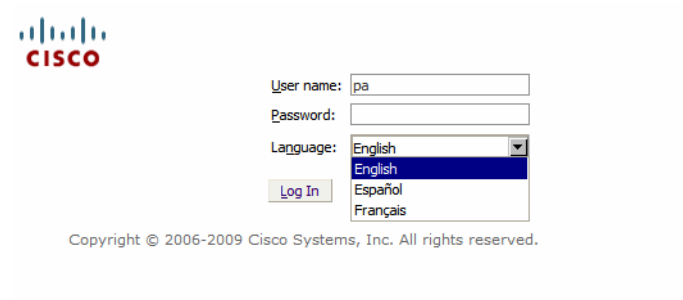 CISCO
User name: pa
Password:
Language: English
English
Log In Español
Français
Copyright © 2006-2009 Cisco Systems, Inc. All rights reserved.